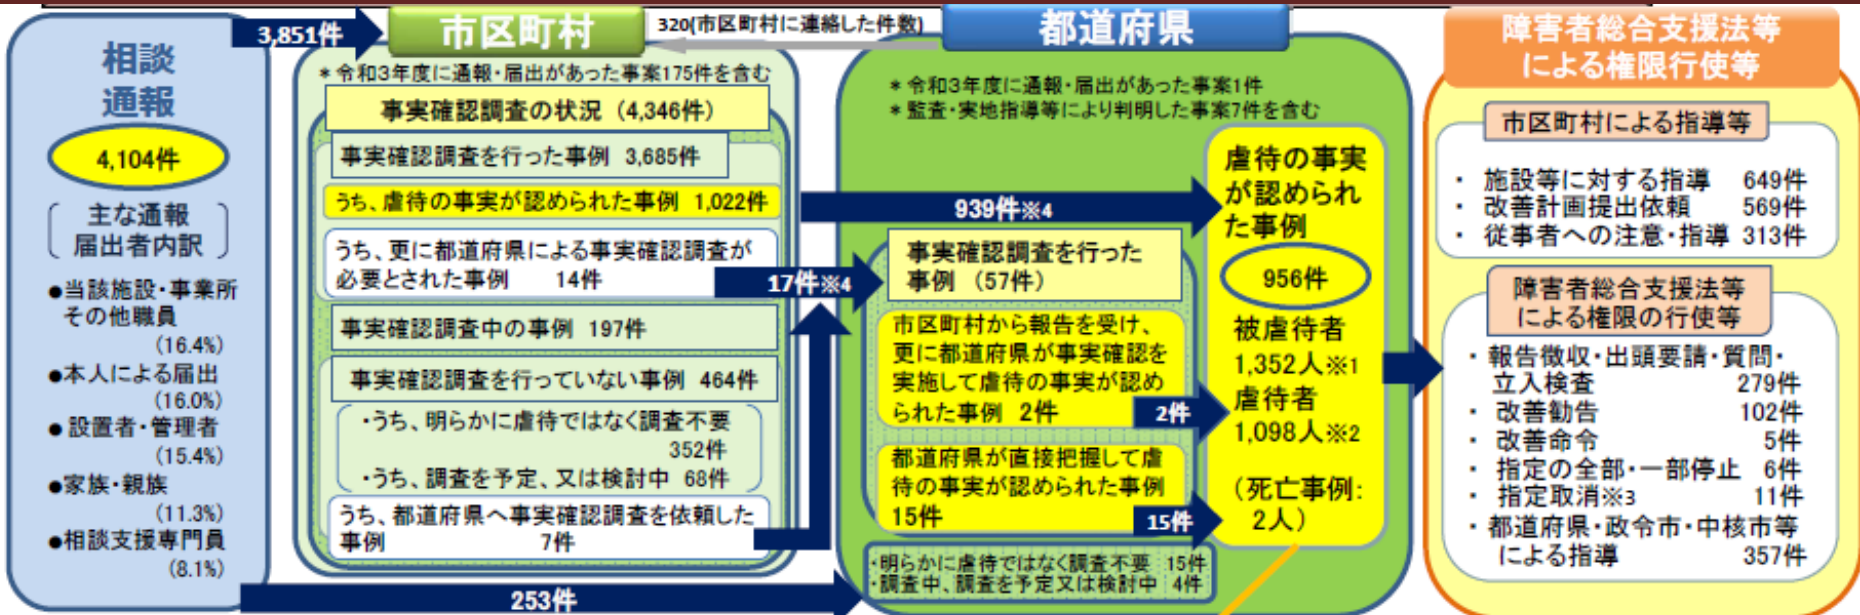 相談
通報
4,104件
主な通報
届出者内訳
●当該施設・事業所
その他職員
(16.4%)
●本人による届出
(16.0%)
●設置者・管理者
(15.4%)
●家族・親族
(11.3%)
●相談支援専門員
(8.1%)
3,851件
253件
市区町村
320(市区町村に連絡した件数)
*令和3年度に通報・届出があった事案175件を含む
事実確認調査の状況 (4,346件)
事実確認調査を行った事例 3,685件
うち、虐待の事実が認められた事例 1,022件
うち、更に都道府県による事実確認調査が
必要とされた事例 14件
事実確認調査中の事例 197件
事実確認調査を行っていない事例 464件
・うち、明らかに虐待ではなく調査不要
352件
・うち、調査を予定、又は検討中 68件
うち、都道府県へ事実確認調査を依頼した
事例 7件
939件※4
17件※4
都道府県
*令和3年度に通報・届出があった事案1件
*監査・実地指導等により判明した事案7件を含む
事実確認調査を行った
事例 (57件)
市区町村から報告を受け、
更に都道府県が事実確認を
実施して虐待の事実が認め
られた事例 2件
2件
都道府県が直接把握して虐
待の事実が認められた事例
15件
15件
・明らかに虐待ではなく調査不要 15件
・調査中、調査を予定又は検討中 4件
虐待の事実
が認められ
た事例
956件
被虐待者
1,352人※1
虐待者
1,098人※2
(死亡事例:
2人)
障害者総合支援法等
による権限行使等
市区町村による指導等
・ 施設等に対する指導 649件
・ 改善計画提出依頼 569件
・ 従事者への注意・指導 313件
障害者総合支援法等
による権限の行使等
・報告徴収・出頭要請・質問・
立入検査 279件
・ 改善勧告 102件
・ 改善命令 5件
・ 指定の全部・一部停止 6件
・ 指定取消※3 11件
・都道府県・政令市・中核市等
による指導 357件